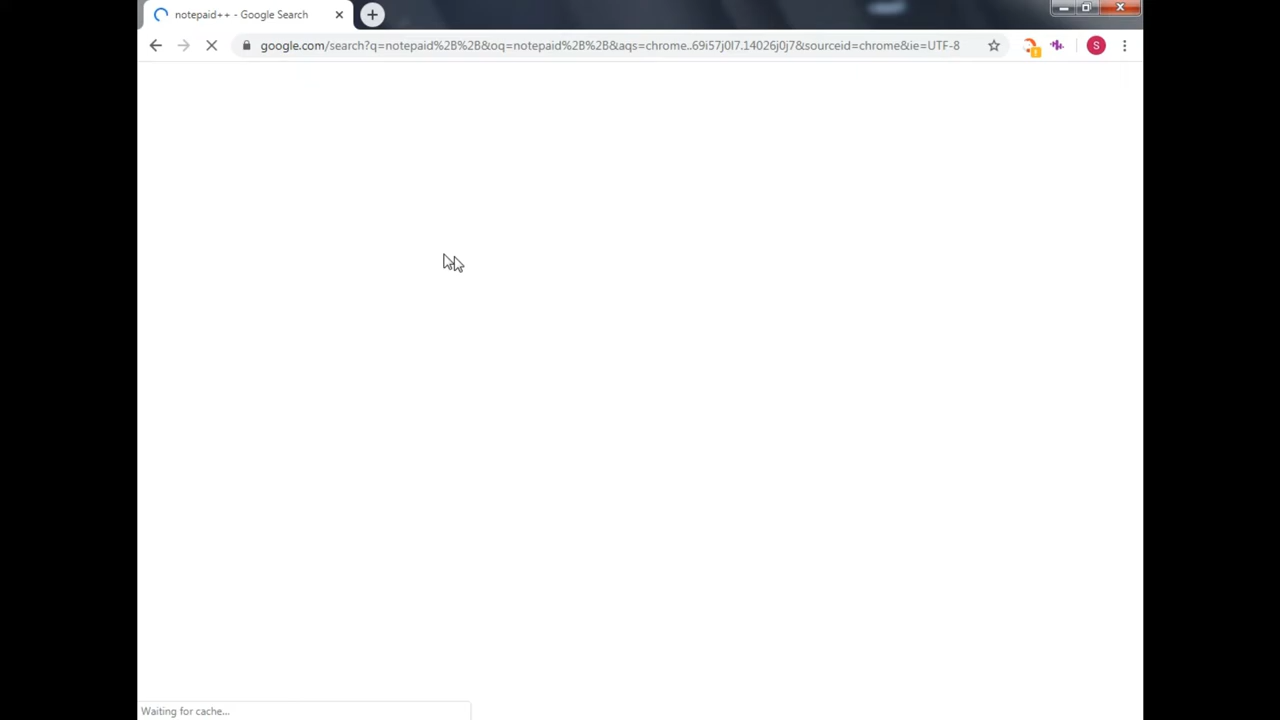 notepaid++ - Google Search
google.com/search?q=notepaid%2B%2B&oq=notepaid%2B%2B&aqs=chrome..69i57j0l7.14026j0j7&sourceid=chrome&ie=UTF-8
S
Waiting for cache...